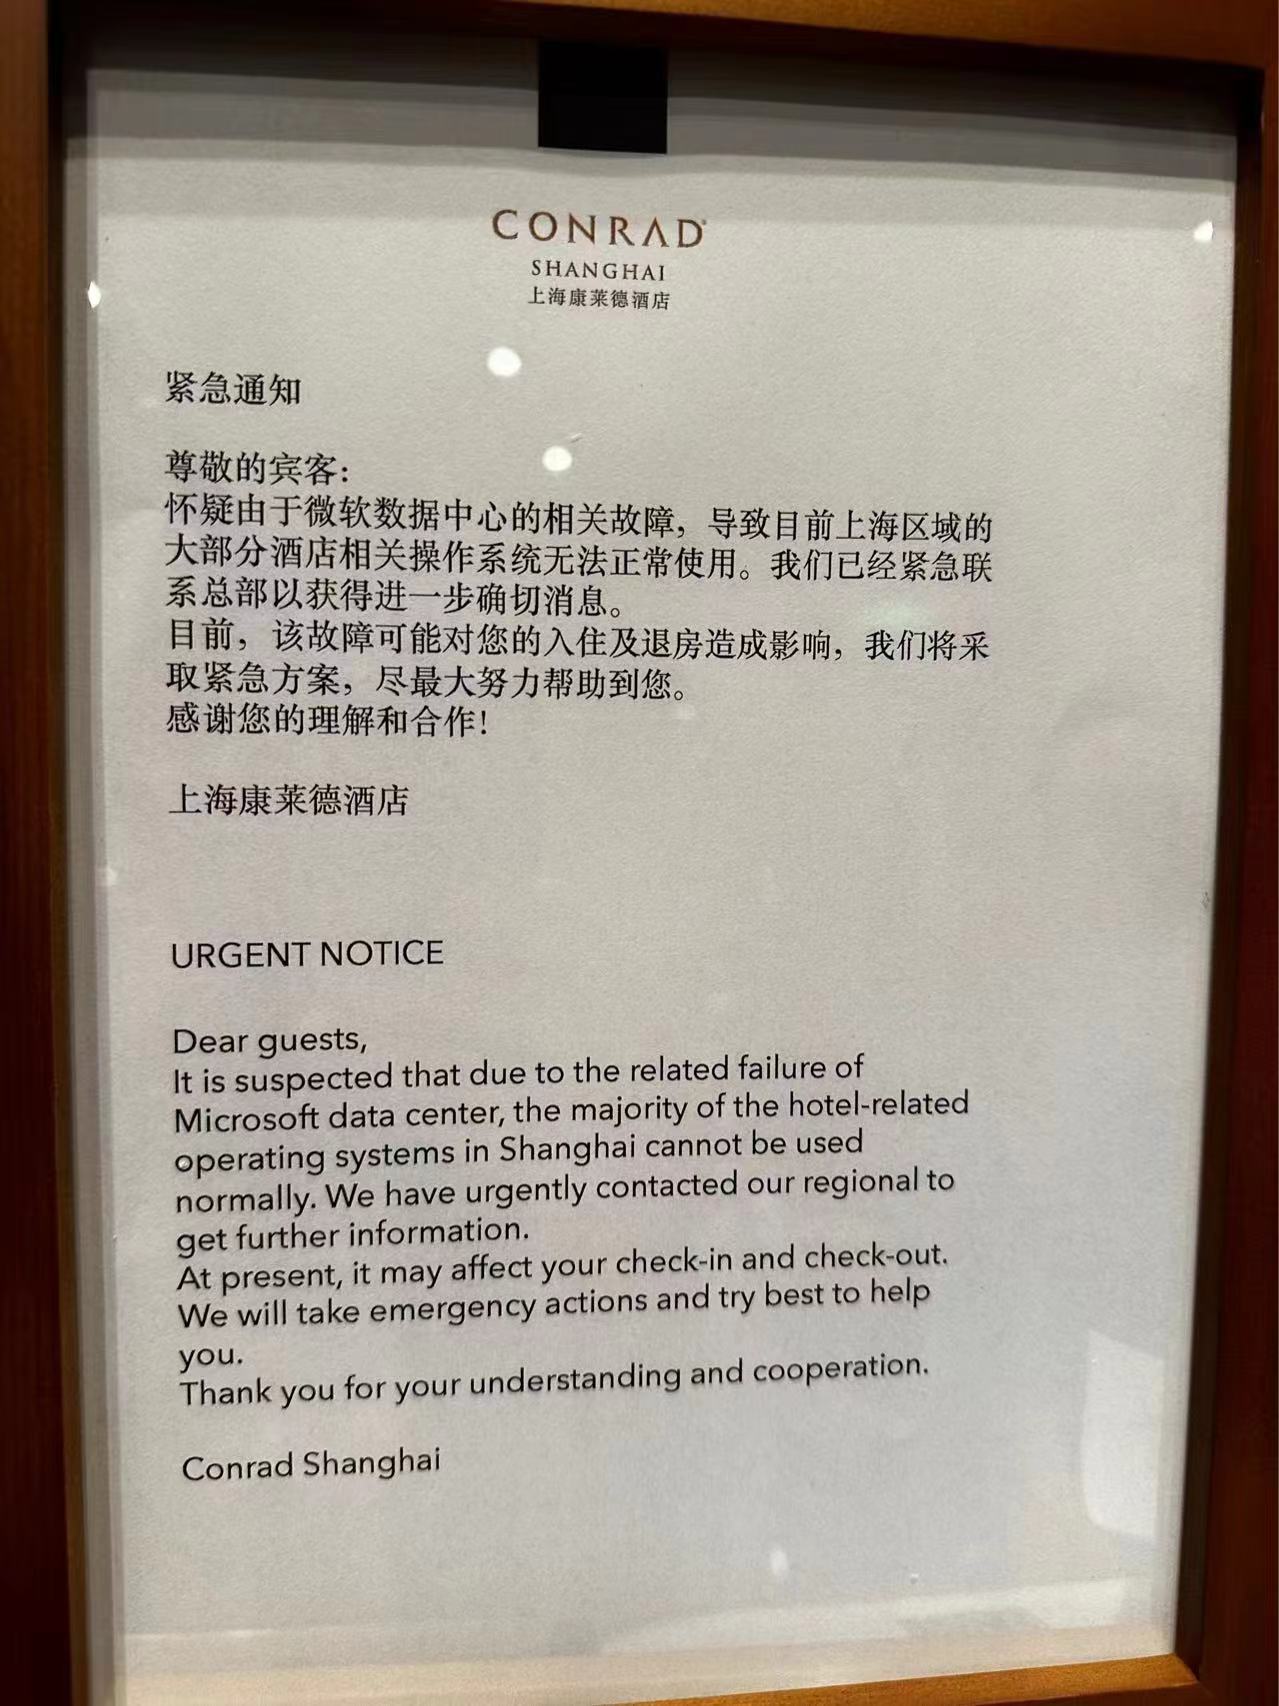 CONRAD
SHANGHAI
上海康莱德酒店
紧急通知
尊敬的宾客:
怀疑由于微软数据中心的相关故障，导致目前上海区域的
大部分酒店相关操作系统无法正常使用。我们已经紧急联
系总部以获得进一步确切消息。
目前，该故障可能对您的入住及退房造成影响，我们将采
取紧急方案，尽最大努力帮助到您。
感谢您的理解和合作!
上海康莱德酒店
URGENT NOTICE
Dear guests,
It is suspected that due to the related failure of
Microsoft data center, the majority of the hotel-related
operating systems in Shanghai cannot be used
normally. We have urgently contacted our regional to
get further information.
At present, it may affect your check-in and check-out.
We will take emergency actions and try best to help
you.
Thank you for your understanding and cooperation.
Conrad Shanghai